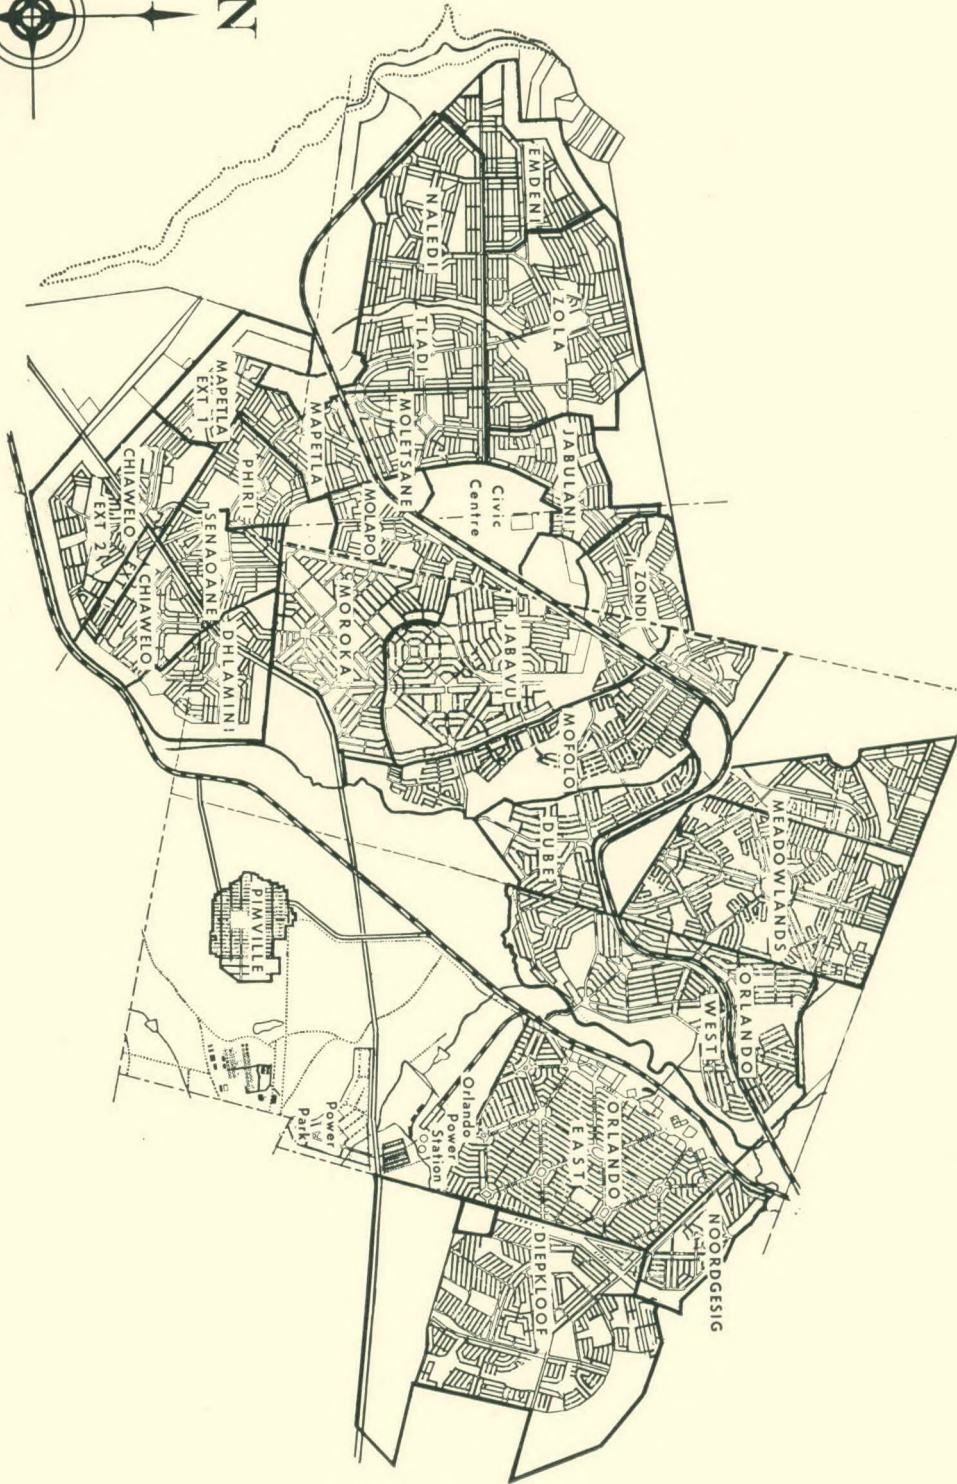 N
EMDENI
NALEDI
ZOLA
TLADI
MAPETLA
EXT 1
MAPETLA
MOLETSANE
JABULANI
CHIAWELO
EXT 2
PHIRI
MOLAPO
Civic
Centre
SENAOANE
CHIAWELO
DHLAMINI
MOROKA
JABAVU
ZONDI
MOFOLO
DUBE
MEADOWLANDS
PIMVILLE
ORLANDO
WEST
Power
Park
Orlando
Power
Station
ORLANDO
EAST
DIEPKLOOF
NOORDGESIG